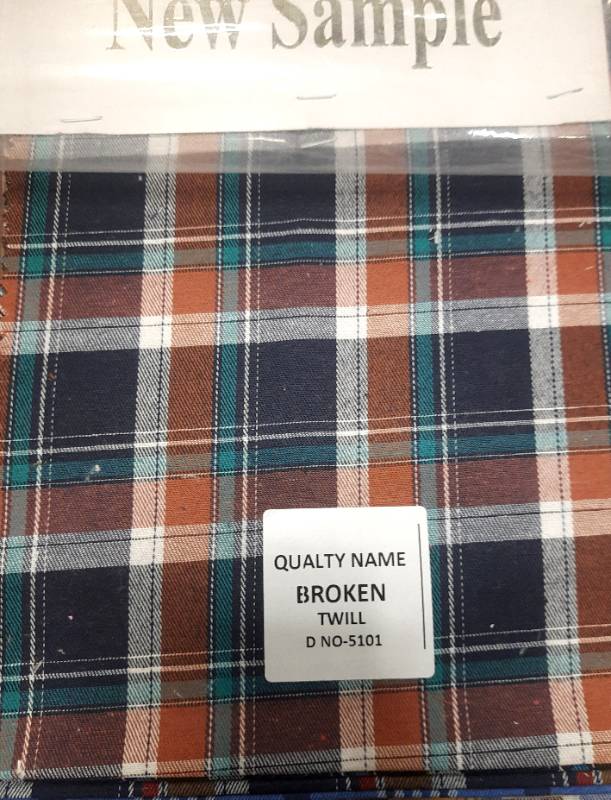 New Sample
QUALTY NAME
BROKEN
TWILL
D NO-5101